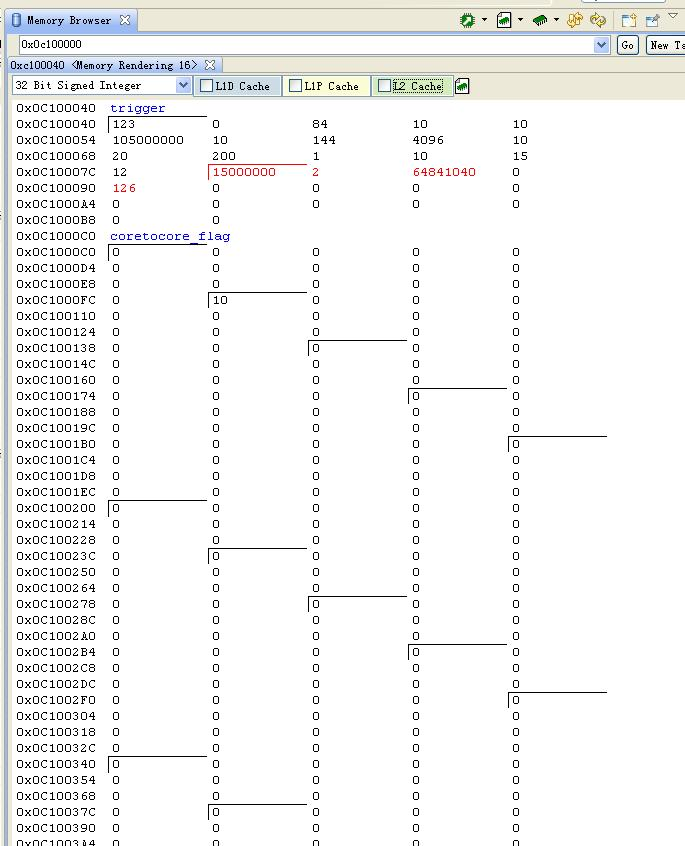 Memory Browser
0x0c100000 Go New Ta
0xc100040 <Memory Rendering 16>
32 Bit Signed Integer L1D Cache L1P Cache L2 Cache
0x0C100040 trigger
0x0C100040 123 0 84 10 10
0x0C100054 105000000 10 144 4096 10
0x0C100068 20 200 1 10 15
0x0C10007C 12 15000000 2 64841040 0
0x0C100090 126 0 0 0 0
0x0C1000A4 0 0 0 0 0
0x0C1000B8 0 0
0x0C1000C0 coretocore_flag
0x0C1000C0 0 0 0 0 0
0x0C1000D4 0 0 0 0 0
0x0C1000E8 0 0 0 0 0
0x0C1000FC 0 10 0 0 0
0x0C100110 0 0 0 0 0
0x0C100124 0 0 0 0 0
0x0C100138 0 0 0 0 0
0x0C10014C 0 0 0 0 0
0x0C100160 0 0 0 0 0
0x0C100174 0 0 0 0 0
0x0C100188 0 0 0 0 0
0x0C10019C 0 0 0 0 0
0x0C1001B0 0 0 0 0 0
0x0C1001C4 0 0 0 0 0
0x0C1001D8 0 0 0 0 0
0x0C1001EC 0 0 0 0 0
0x0C100200 0 0 0 0 0
0x0C100214 0 0 0 0 0
0x0C100228 0 0 0 0 0
0x0C10023C 0 0 0 0 0
0x0C100250 0 0 0 0 0
0x0C100264 0 0 0 0 0
0x0C100278 0 0 0 0 0
0x0C10028C 0 0 0 0 0
0x0C1002A0 0 0 0 0 0
0x0C1002B4 0 0 0 0 0
0x0C1002C8 0 0 0 0 0
0x0C1002DC 0 0 0 0 0
0x0C1002F0 0 0 0 0 0
0x0C100304 0 0 0 0 0
0x0C100318 0 0 0 0 0
0x0C10032C 0 0 0 0 0
0x0C100340 0 0 0 0 0
0x0C100354 0 0 0 0 0
0x0C100368 0 0 0 0 0
0x0C10037C 0 0 0 0 0
0x0C100390 0 0 0 0 0
0x0C1003A4 0 0 0 0 0